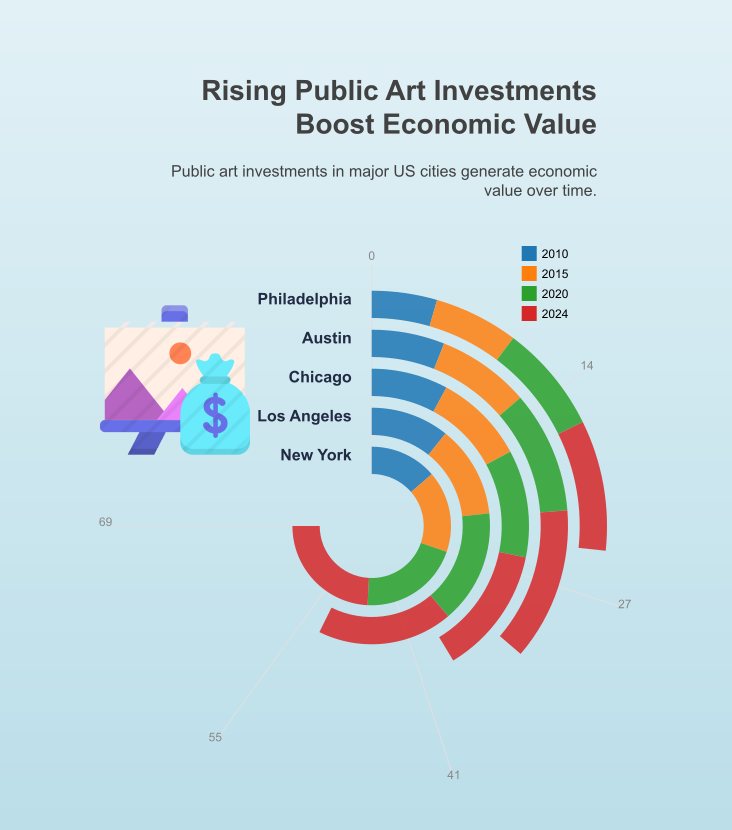 Rising Public Art Investments
Boost Economic Value
Public art investments in major US cities generate economic
value over time.
0
2010
2015
2020
2024
Philadelphia
Austin
Chicago
Los Angeles
New York
$
14
69
27
55
41